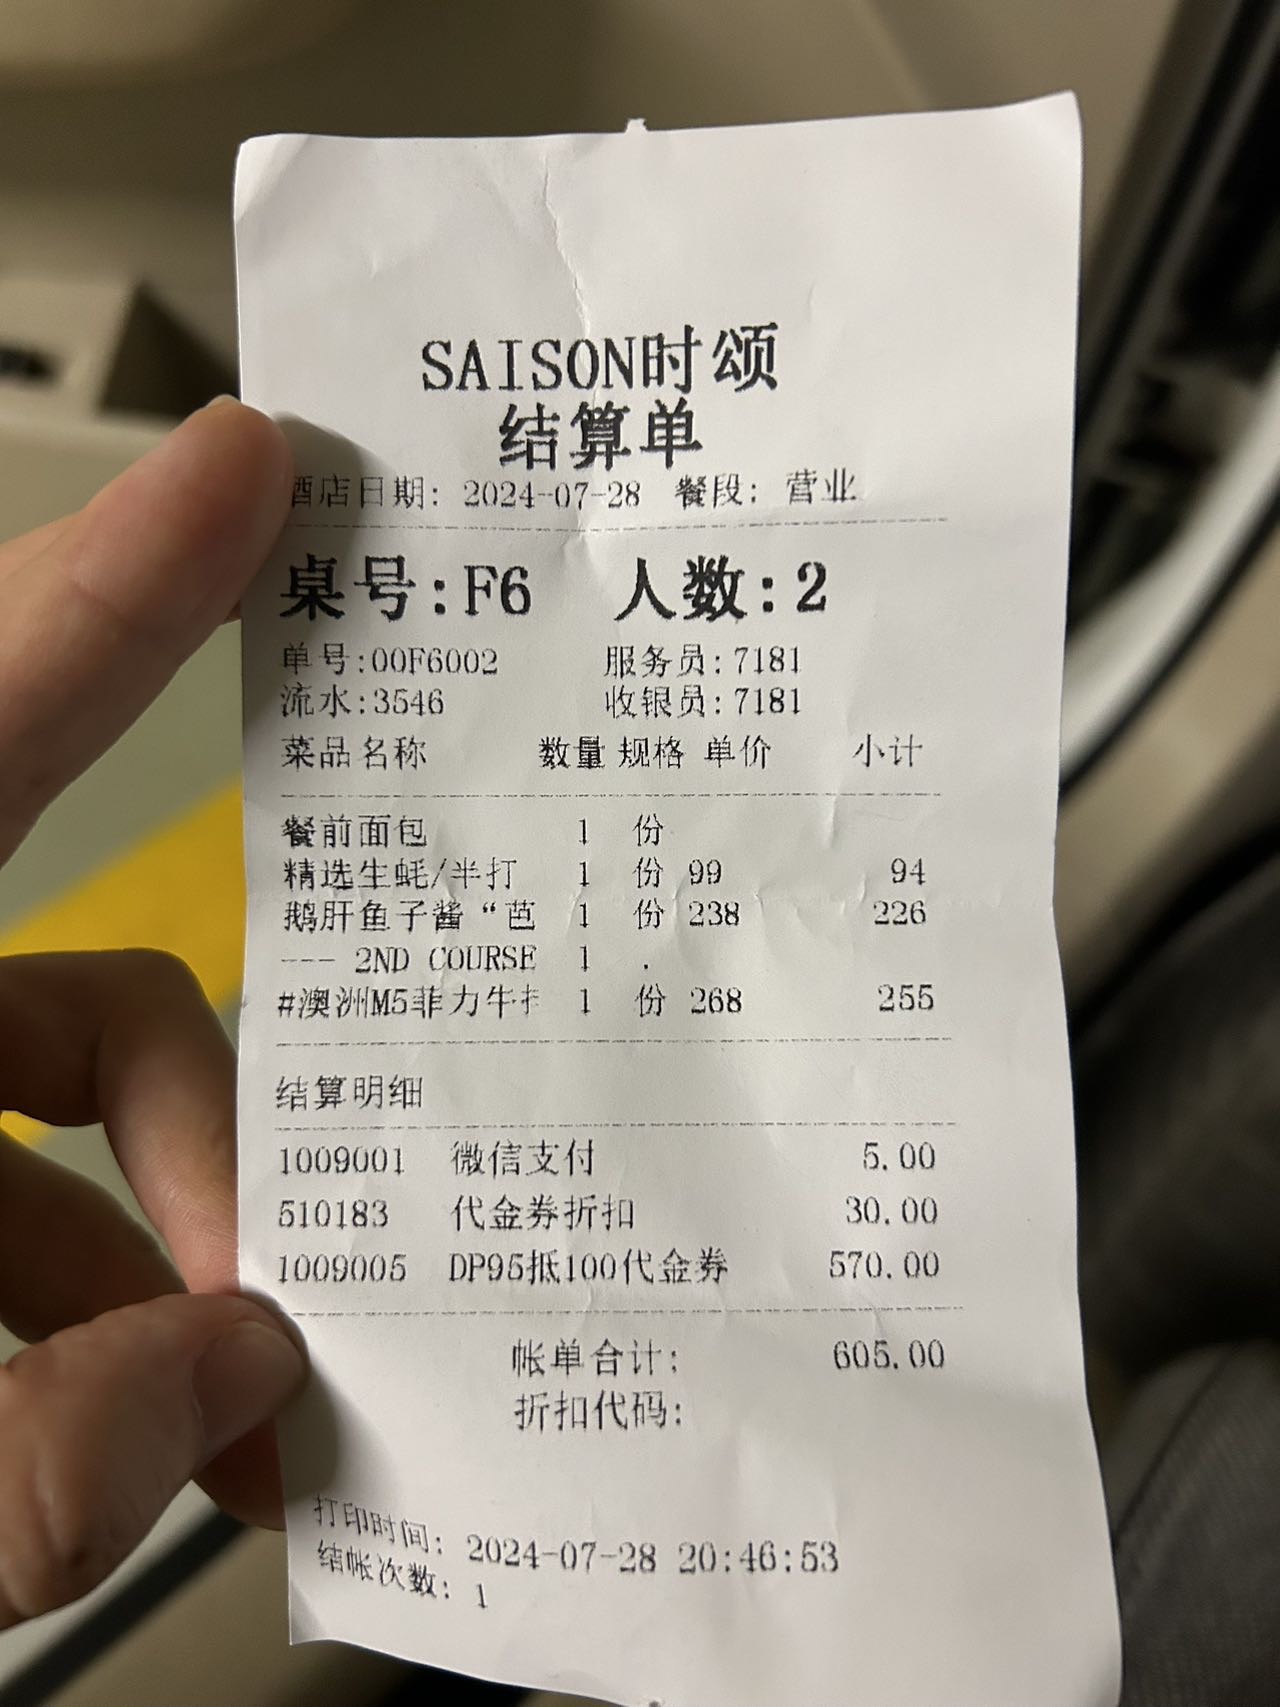 SAISON时颂
结算单
酒店日期: 2024-07-28 餐段: 营业
桌号:F6 人数:2
单号:00F6002 服务员:7181
流水:3546 收银员:7181
菜品名称 数量 规格 单价 小计
餐前面包 1 份
精选生蚝/半打 1 份 99 94
鹅肝鱼子酱“芭 1 份 238 226
--- 2ND COURSE 1 .
#澳洲M5菲力牛 1 份 268 255
结算明细
1009001 微信支付 5.00
510183 代金券折扣 30.00
1009005 DP95抵100代金券 570.00
帐单合计: 605.00
折扣代码:
打印时间: 2024-07-28 20:46:53
结帐次数: 1